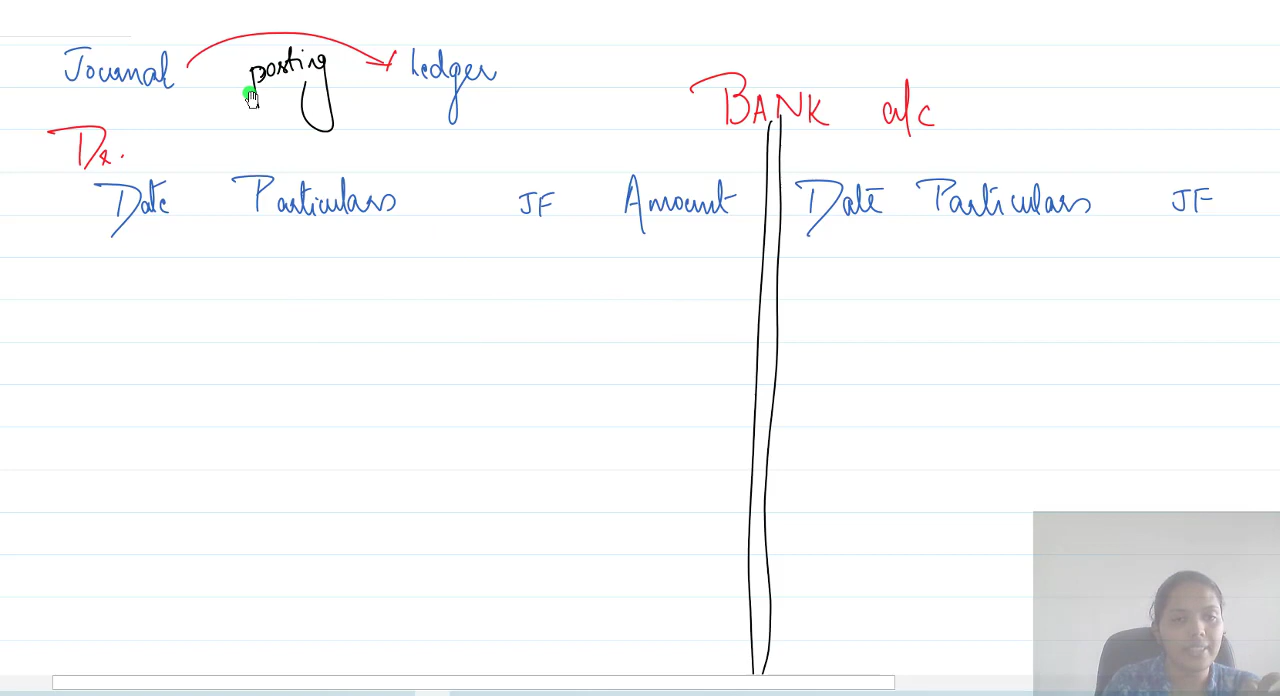 Journal posting Ledger
BANK a/c
Dr.
Date Particulars JF Amount Date Particulars JF